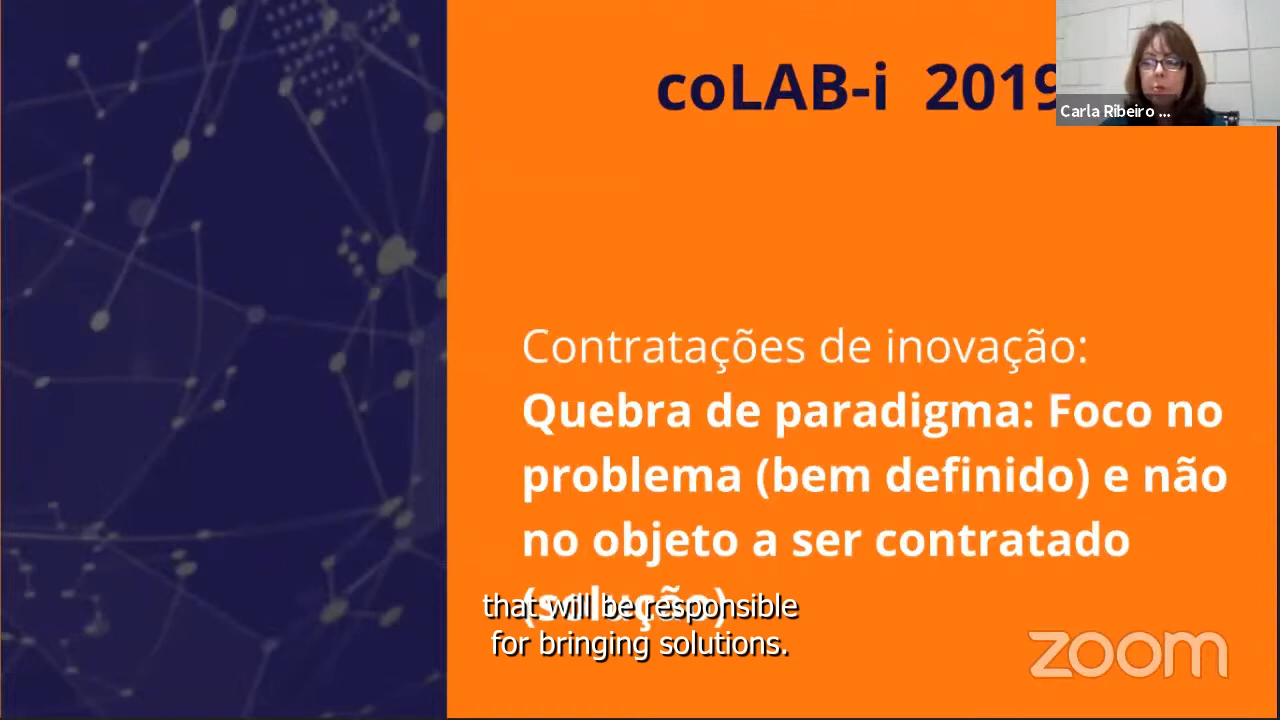 coLAB-i 2019
Carla Ribeiro ...
Contratações de inovação:
Quebra de paradigma: Foco no
problema (bem definido) e não
no objeto a ser contratado
(solução)
that will be responsible
for bringing solutions.
zoom